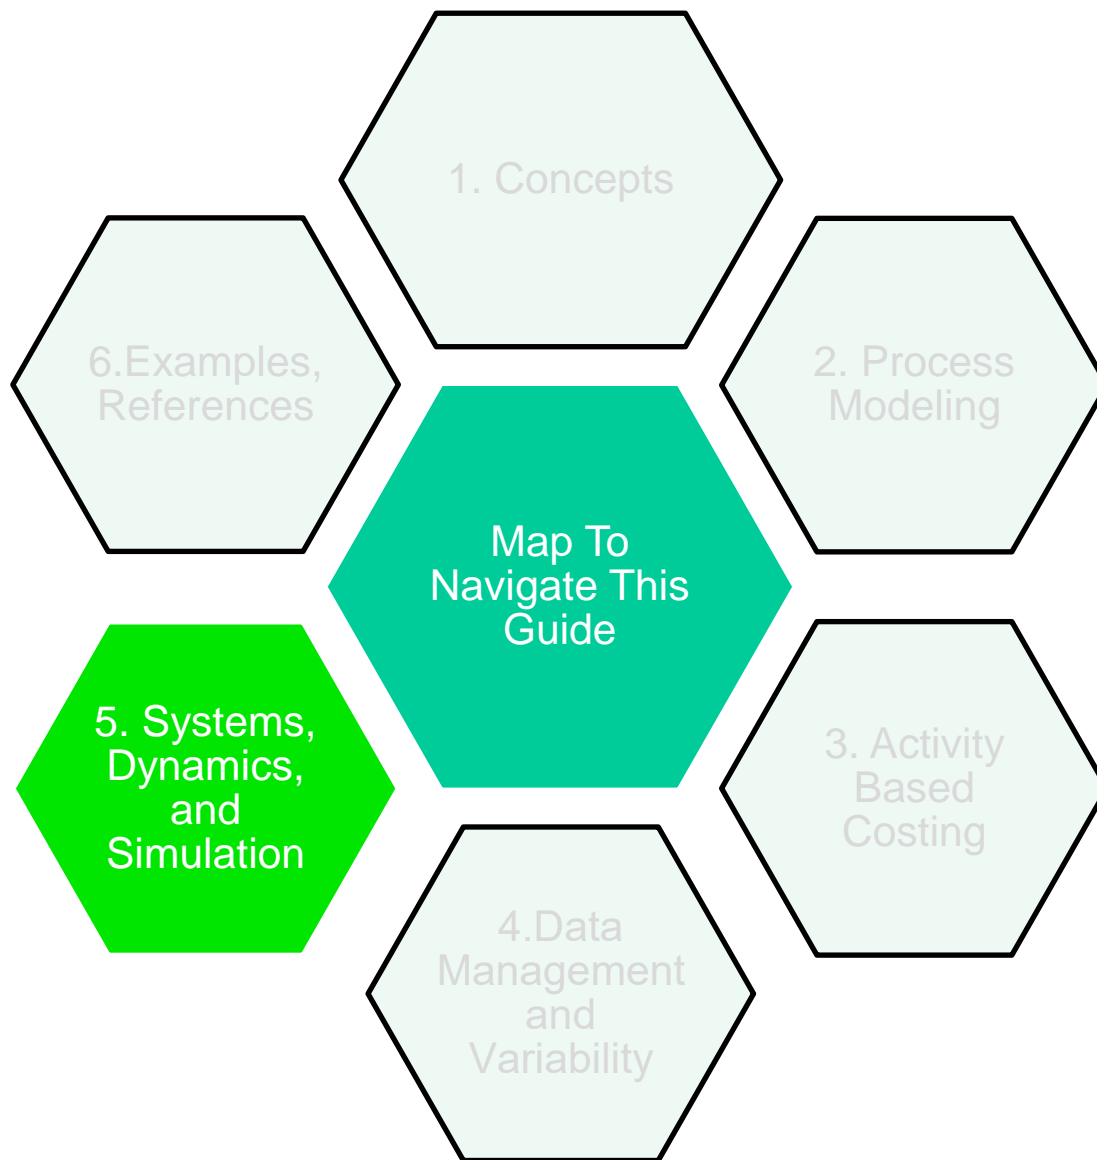 1. Concepts
6.Examples,
References
2. Process
Modeling
Map To
Navigate This
Guide
5. Systems,
Dynamics,
and
Simulation
3. Activity
Based
Costing
4.Data
Management
and
Variability